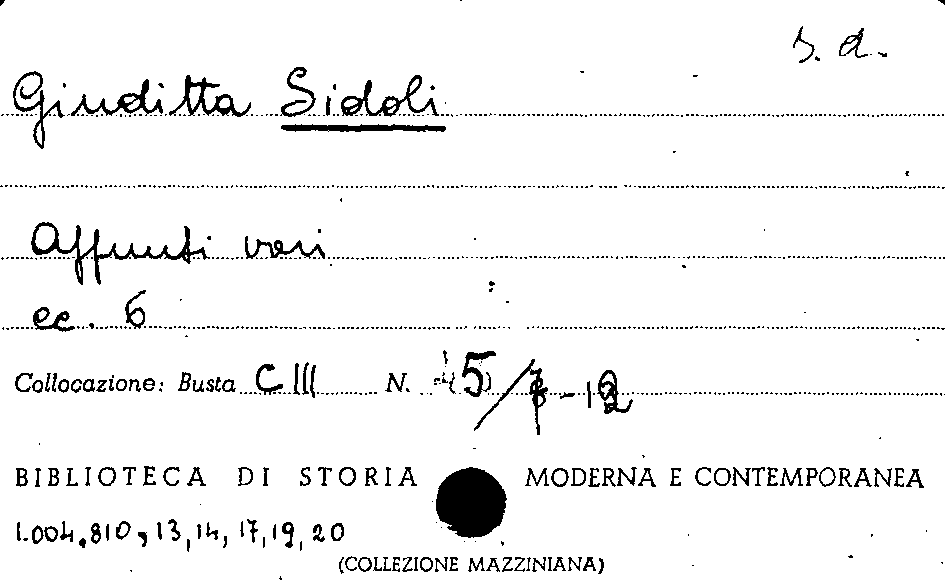 s. d.
Giuditta Sidoli
Appunti vari
cc. 6
Collocazione: Busta C III N. 5/ -12
BIBLIOTECA DI STORIA MODERNA E CONTEMPORANEA
1.004.810, 13, 14, 17, 19, 20
(COLLEZIONE MAZZINIANA)